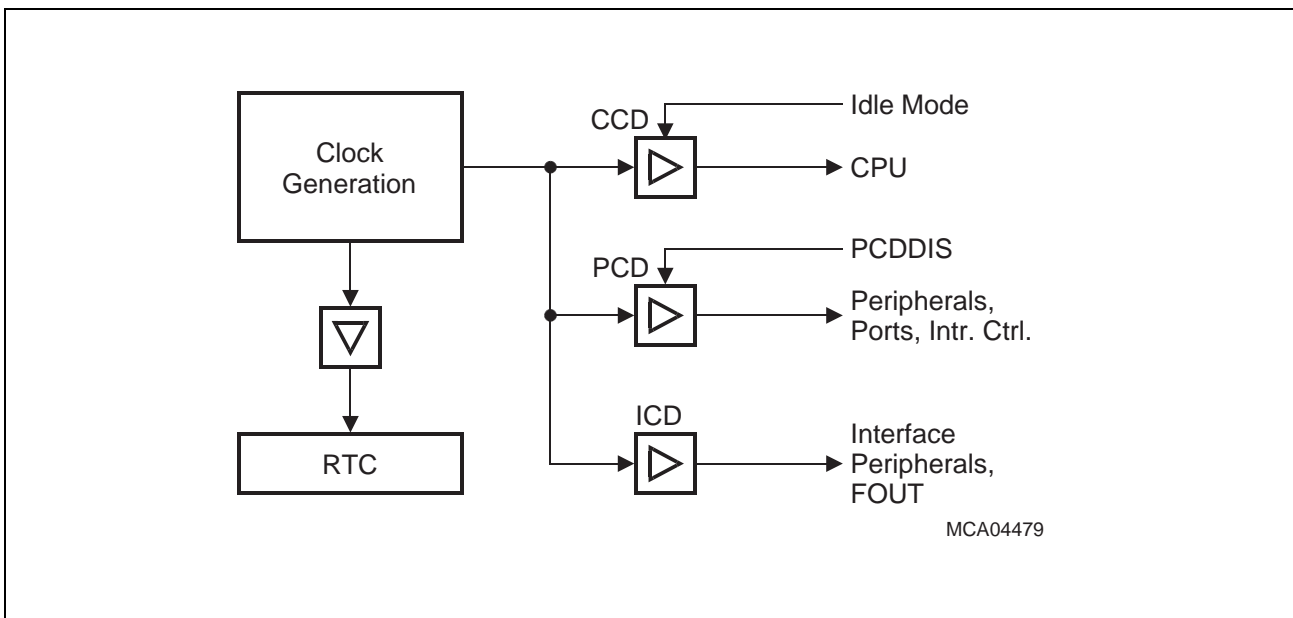 Clock
Generation
RTC
CCD
Idle Mode
CPU
PCD
PCDDIS
Peripherals,
Ports, Intr. Ctrl.
ICD
Interface
Peripherals,
FOUT
MCA04479